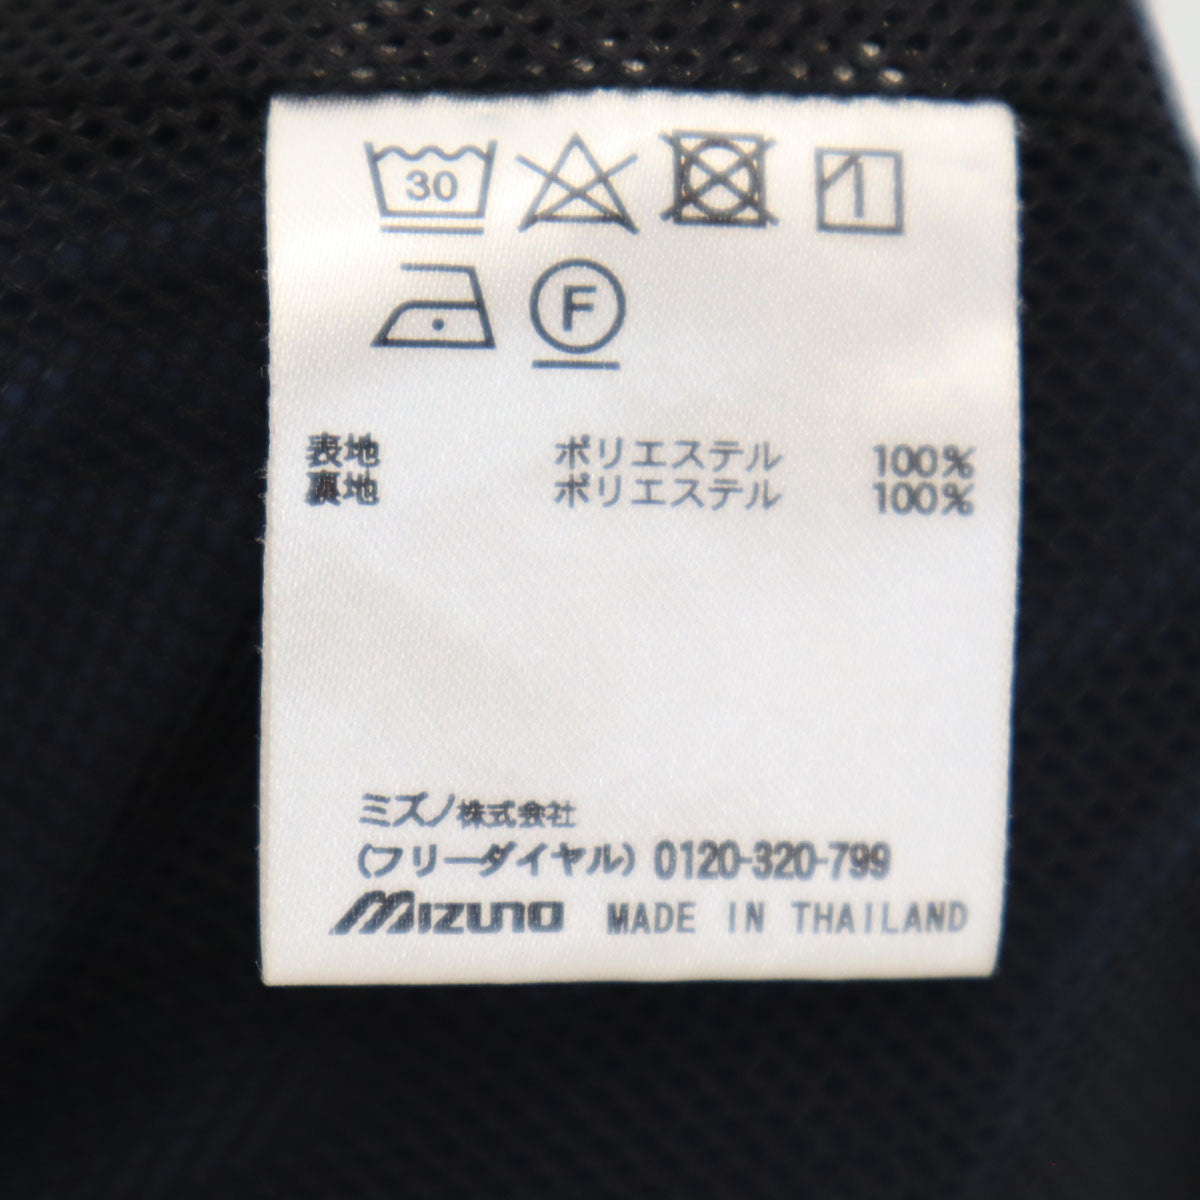 30
F
表地 ポリエステル 100%
裏地 ポリエステル 100%
ミズノ株式会社
(フリーダイヤル) 0120-320-799
MIZUNO MADE IN THAILAND